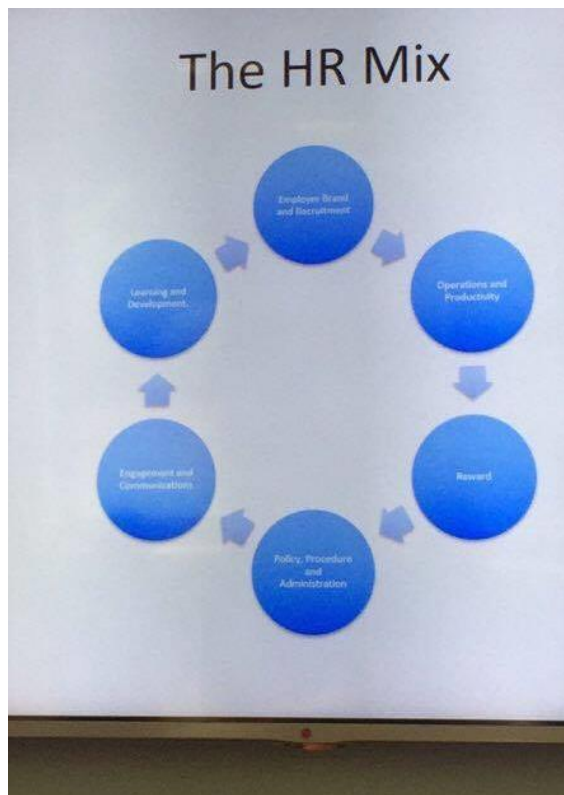 The HR Mix
Employer Brand
and Recruitment
Operations and
Productivity
Reward
Policy, Procedure
and
Administration
Engagement and
Communications
Learning and
Development.